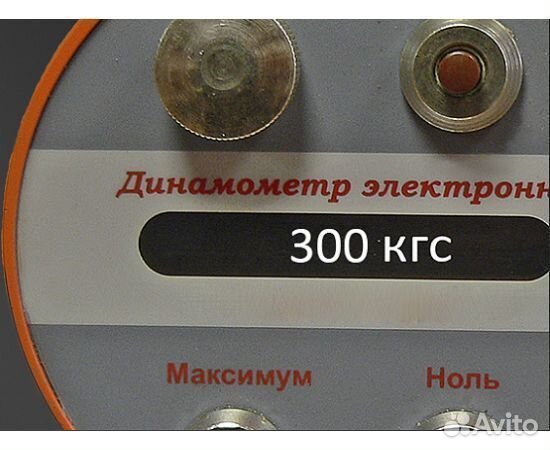 Динамометр электронн
300 кгс
Максимум Ноль
Avito